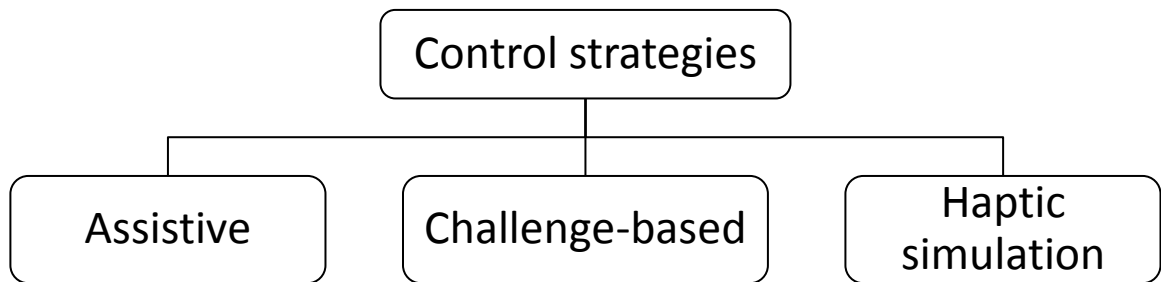 Control strategies
Assistive
Challenge-based
Haptic
simulation